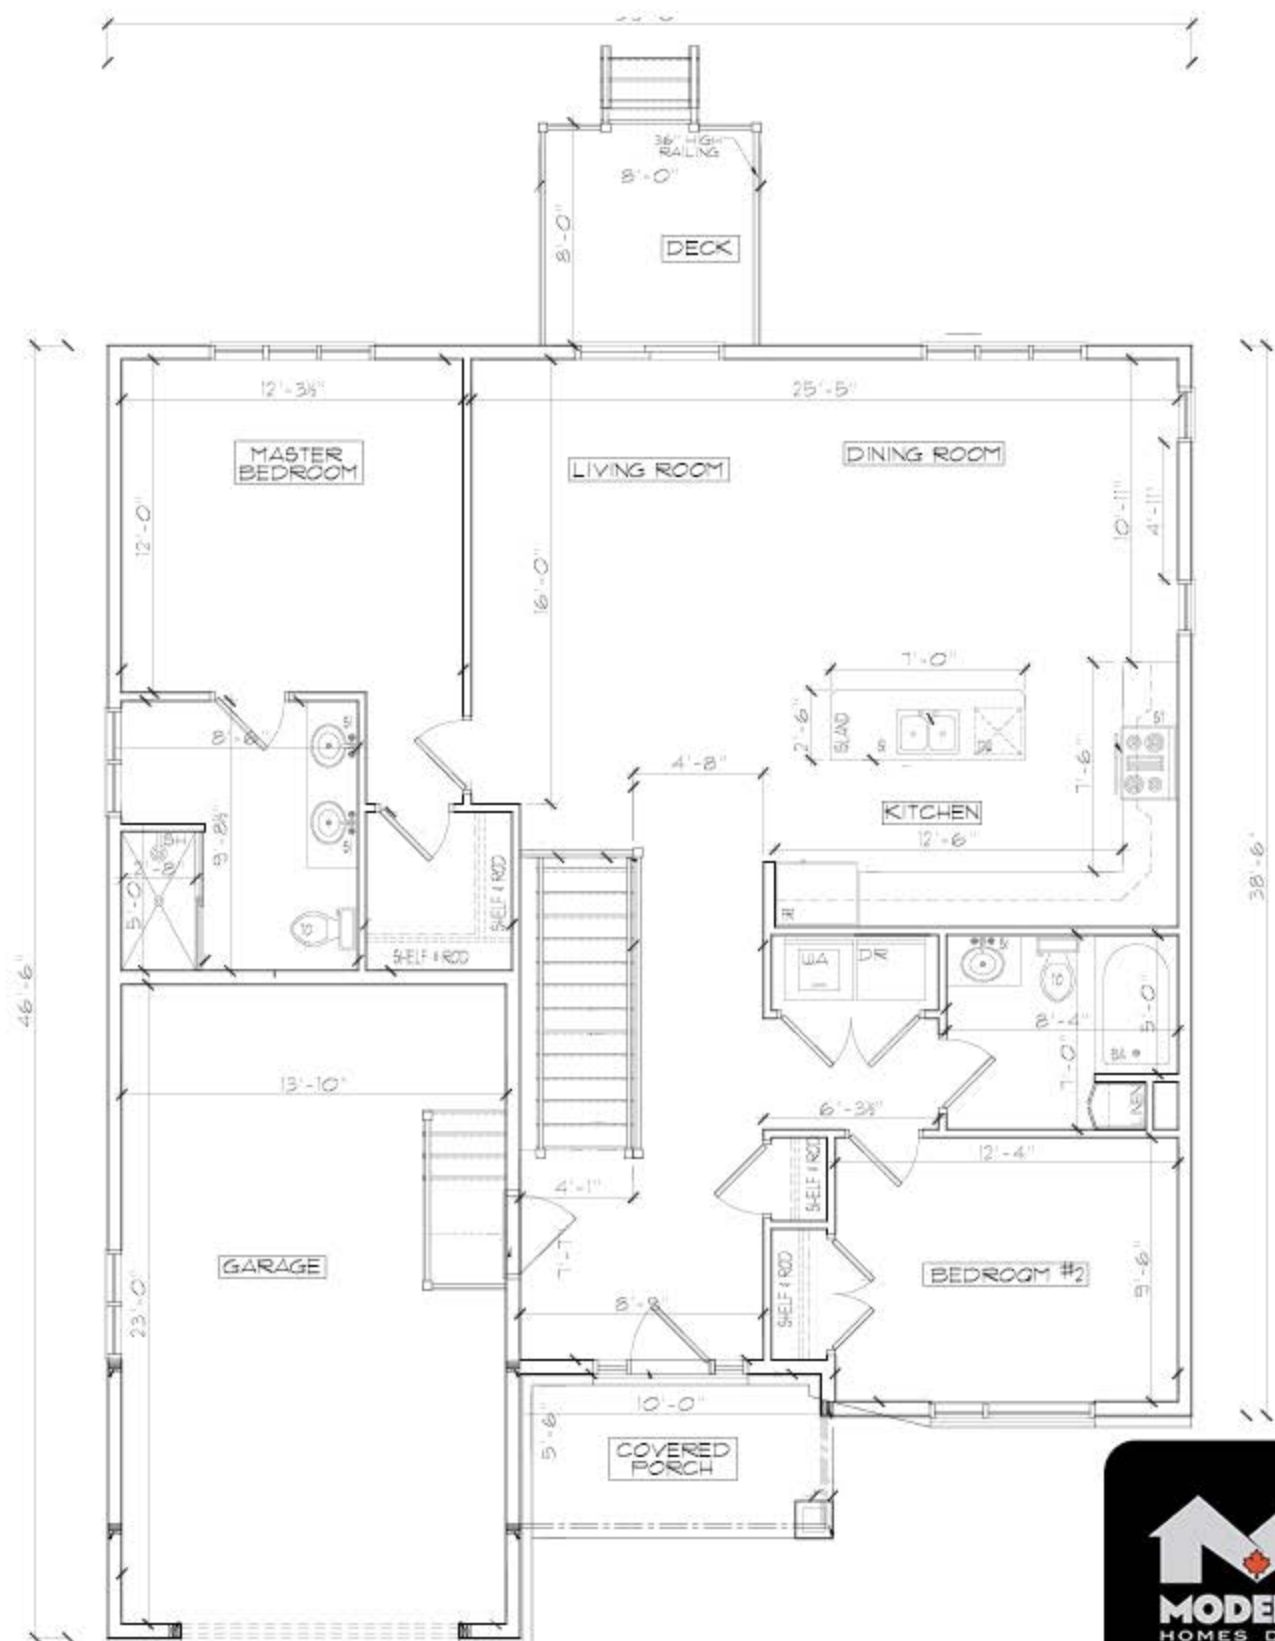 36" HIGH
RAILING
8'-0"
8'-0"
DECK
12'-3½"
25'-5"
MASTER
BEDROOM
LIVING ROOM
DINING ROOM
12'-0"
16'-0"
10'-11"
4'-11"
7'-0"
2'-6"
ISLAND
7'-6"
4'-8"
8'-6"
9'-8½"
KITCHEN
12'-6"
38'-6"
5'-0"
SHELF & ROD
SHELF & ROD
WA
DR
46'-6"
8'-4"
7'-0"
5'-0"
LINEN
13'-10"
6'-3½"
12'-4"
SHELF & ROD
4'-1"
7'-7"
GARAGE
23'-0"
SHELF & ROD
BEDROOM #2
9'-6"
8'-9"
10'-0"
5'-6"
COVERED
PORCH
MODE
HOMES D